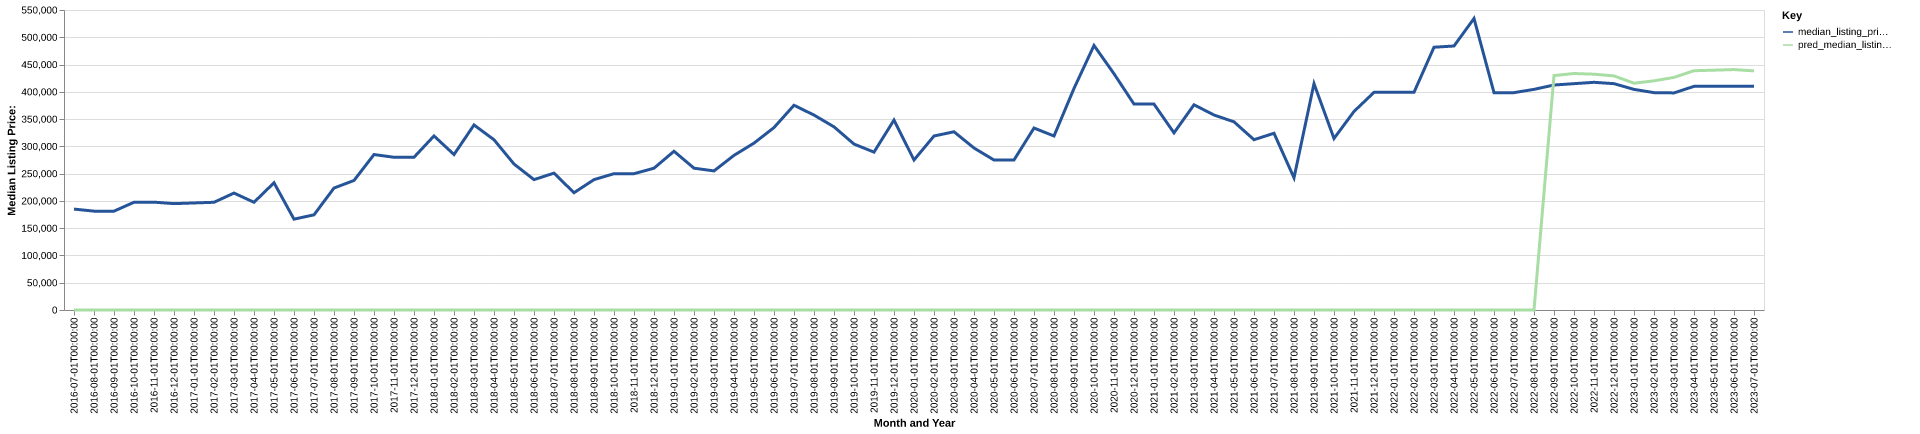 550,000
500,000
450,000
400,000
350,000
300,000
250,000
200,000
150,000
100,000
50,000
0
Median Listing Price:
2016-07-01T00:00:00
2016-08-01T00:00:00
2016-09-01T00:00:00
2016-10-01T00:00:00
2016-11-01T00:00:00
2016-12-01T00:00:00
2017-01-01T00:00:00
2017-02-01T00:00:00
2017-03-01T00:00:00
2017-04-01T00:00:00
2017-05-01T00:00:00
2017-06-01T00:00:00
2017-07-01T00:00:00
2017-08-01T00:00:00
2017-09-01T00:00:00
2017-10-01T00:00:00
2017-11-01T00:00:00
2017-12-01T00:00:00
2018-01-01T00:00:00
2018-02-01T00:00:00
2018-03-01T00:00:00
2018-04-01T00:00:00
2018-05-01T00:00:00
2018-06-01T00:00:00
2018-07-01T00:00:00
2018-08-01T00:00:00
2018-09-01T00:00:00
2018-10-01T00:00:00
2018-11-01T00:00:00
2018-12-01T00:00:00
2019-01-01T00:00:00
2019-02-01T00:00:00
2019-03-01T00:00:00
2019-04-01T00:00:00
2019-05-01T00:00:00
2019-06-01T00:00:00
2019-07-01T00:00:00
2019-08-01T00:00:00
2019-09-01T00:00:00
2019-10-01T00:00:00
2019-11-01T00:00:00
2019-12-01T00:00:00
2020-01-01T00:00:00
2020-02-01T00:00:00
2020-03-01T00:00:00
2020-04-01T00:00:00
2020-05-01T00:00:00
2020-06-01T00:00:00
2020-07-01T00:00:00
2020-08-01T00:00:00
2020-09-01T00:00:00
2020-10-01T00:00:00
2020-11-01T00:00:00
2020-12-01T00:00:00
2021-01-01T00:00:00
2021-02-01T00:00:00
2021-03-01T00:00:00
2021-04-01T00:00:00
2021-05-01T00:00:00
2021-06-01T00:00:00
2021-07-01T00:00:00
2021-08-01T00:00:00
2021-09-01T00:00:00
2021-10-01T00:00:00
2021-11-01T00:00:00
2021-12-01T00:00:00
2022-01-01T00:00:00
2022-02-01T00:00:00
2022-03-01T00:00:00
2022-04-01T00:00:00
2022-05-01T00:00:00
2022-06-01T00:00:00
2022-07-01T00:00:00
2022-08-01T00:00:00
2022-09-01T00:00:00
2022-10-01T00:00:00
2022-11-01T00:00:00
2022-12-01T00:00:00
2023-01-01T00:00:00
2023-02-01T00:00:00
2023-03-01T00:00:00
2023-04-01T00:00:00
2023-05-01T00:00:00
2023-06-01T00:00:00
2023-07-01T00:00:00
Month and Year
Key
median_listing_pri…
pred_median_listin…